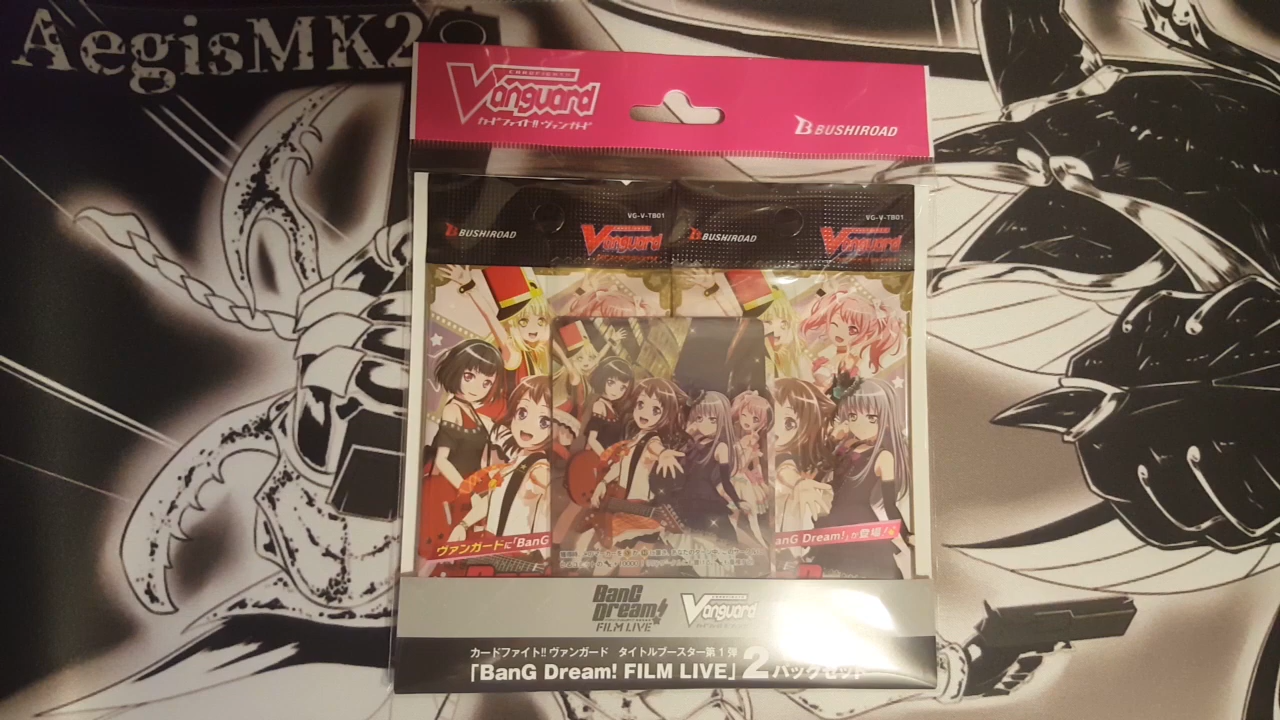 AegisMK2
CARDFIGHT!!
Vanguard
カードファイト!! ヴァンガード
BUSHIROAD
VG-V-TB01
BUSHIROAD
Vanguard
VG-V-TB01
BUSHIROAD
Vanguard
ヴァンガードに「BanG
anG Dream!」が登場!
BanG
Dream!
FILM LIVE
Vanguard
カードファイト!! ヴァンガード タイトルブースター第1弾
「BanG Dream! FILM LIVE」2パックセット